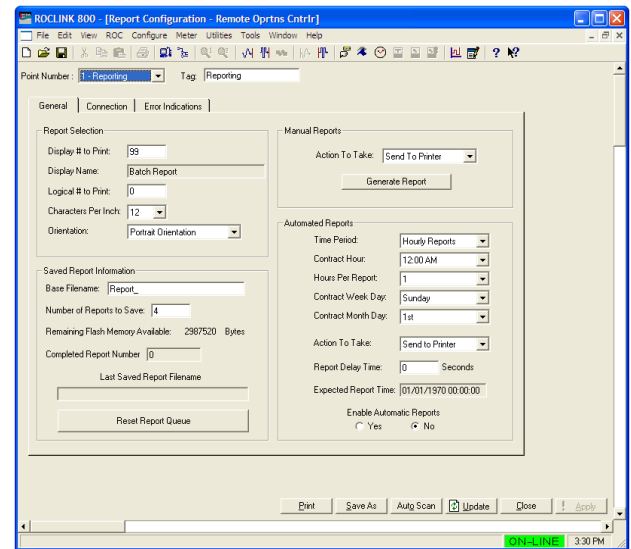 ROCLINK 800 - [Report Configuration - Remote Oprtns Cntrlr]
File Edit View ROC Configure Meter Utilities Tools Window Help
Point Number : 1 - Reporting Tag: Reporting
General Connection Error Indications
Report Selection
Display # to Print: 99
Display Name: Batch Report
Logical # to Print: 0
Characters Per Inch: 12
Orientation: Portrait Orientation
Saved Report Information
Base Filename: Report_
Number of Reports to Save: 4
Remaining Flash Memory Available: 2987520 Bytes
Completed Report Number 0
Last Saved Report Filename
Reset Report Queue
Manual Reports
Action To Take: Send To Printer
Generate Report
Automated Reports
Time Period: Hourly Reports
Contract Hour: 12:00 AM
Hours Per Report: 1
Contract Week Day: Sunday
Contract Month Day: 1st
Action To Take: Send to Printer
Report Delay Time: 0 Seconds
Expected Report Time: 01/01/1970 00:00:00
Enable Automatic Reports
Yes No
Print Save As Auto Scan Update Close ! Apply
ON-LINE 3:30 PM